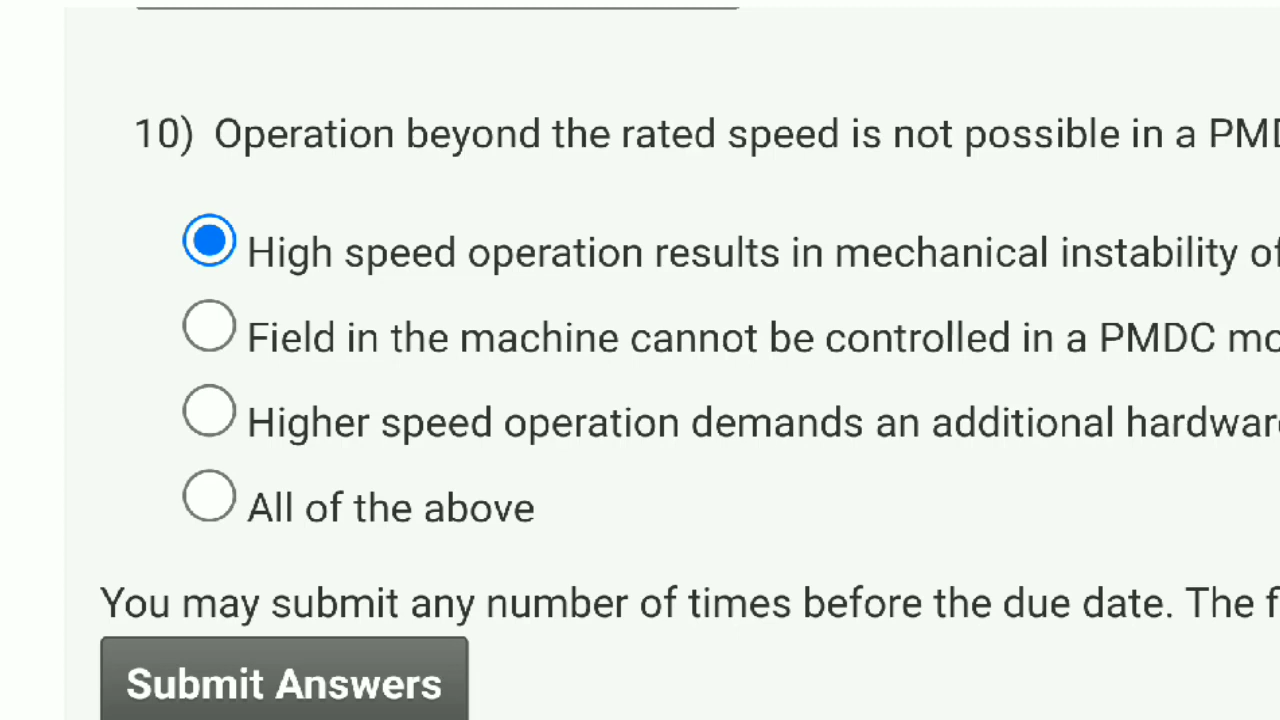 10) Operation beyond the rated speed is not possible in a
High speed operation results in mechanical instability
Field in the machine cannot be controlled in a PMDC
Higher speed operation demands an additional
All of the above
You may submit any number of times before the due date. The
Submit Answers